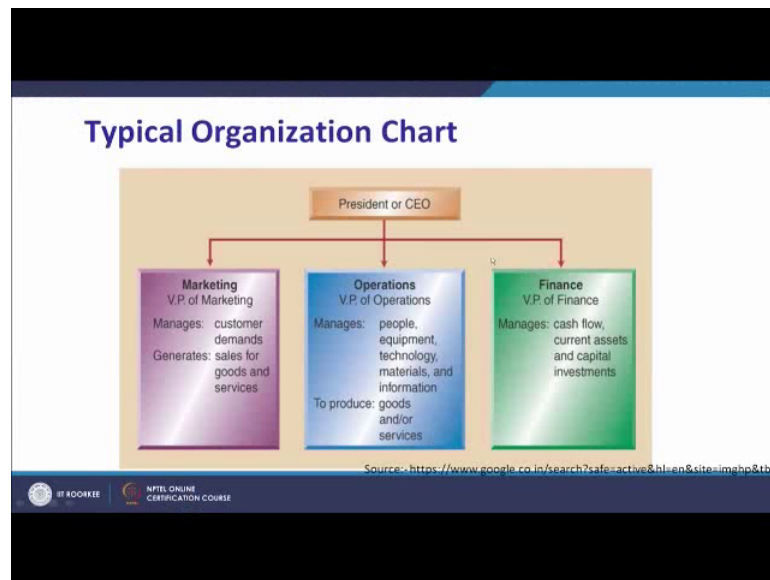 Typical Organization Chart
President or CEO
Marketing
V.P. of Marketing
Manages: customer
demands
Generates: sales for
goods and
services
Operations
V.P. of Operations
Manages: people,
equipment,
technology,
materials, and
information
To produce: goods
and/or
services
Finance
V.P. of Finance
Manages: cash flow,
current assets
and capital
investments
Source:- https://www.google.co.in/search?safe=active&hl=en&site=imghp&tb
IIT ROORKEE
NPTEL ONLINE
CERTIFICATION COURSE